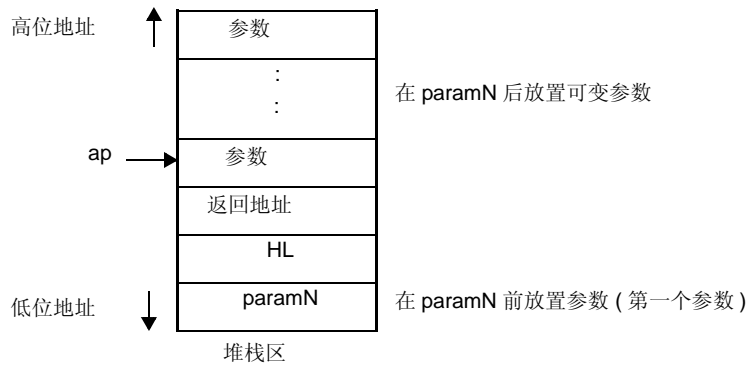 高位地址
参数
:
:
在 paramN 后放置可变参数
ap
参数
返回地址
HL
低位地址
paramN
在 paramN 前放置参数 ( 第一个参数 )
堆栈区